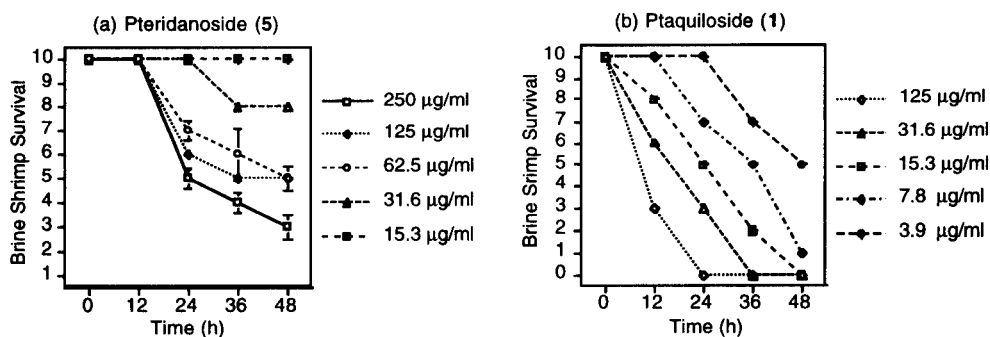 (a) Pteridanoside (5)
Brine Shrimp Survival
10
9
8
7
6
5
4
3
2
1
0 12 24 36 48
Time (h)
250 µg/ml
125 µg/ml
62.5 µg/ml
31.6 µg/ml
15.3 µg/ml
(b) Ptaquiloside (1)
Brine Srimp Survival
10
9
8
7
6
5
4
3
2
1
0
0 12 24 36 48
Time (h)
125 µg/ml
31.6 µg/ml
15.3 µg/ml
7.8 µg/ml
3.9 µg/ml